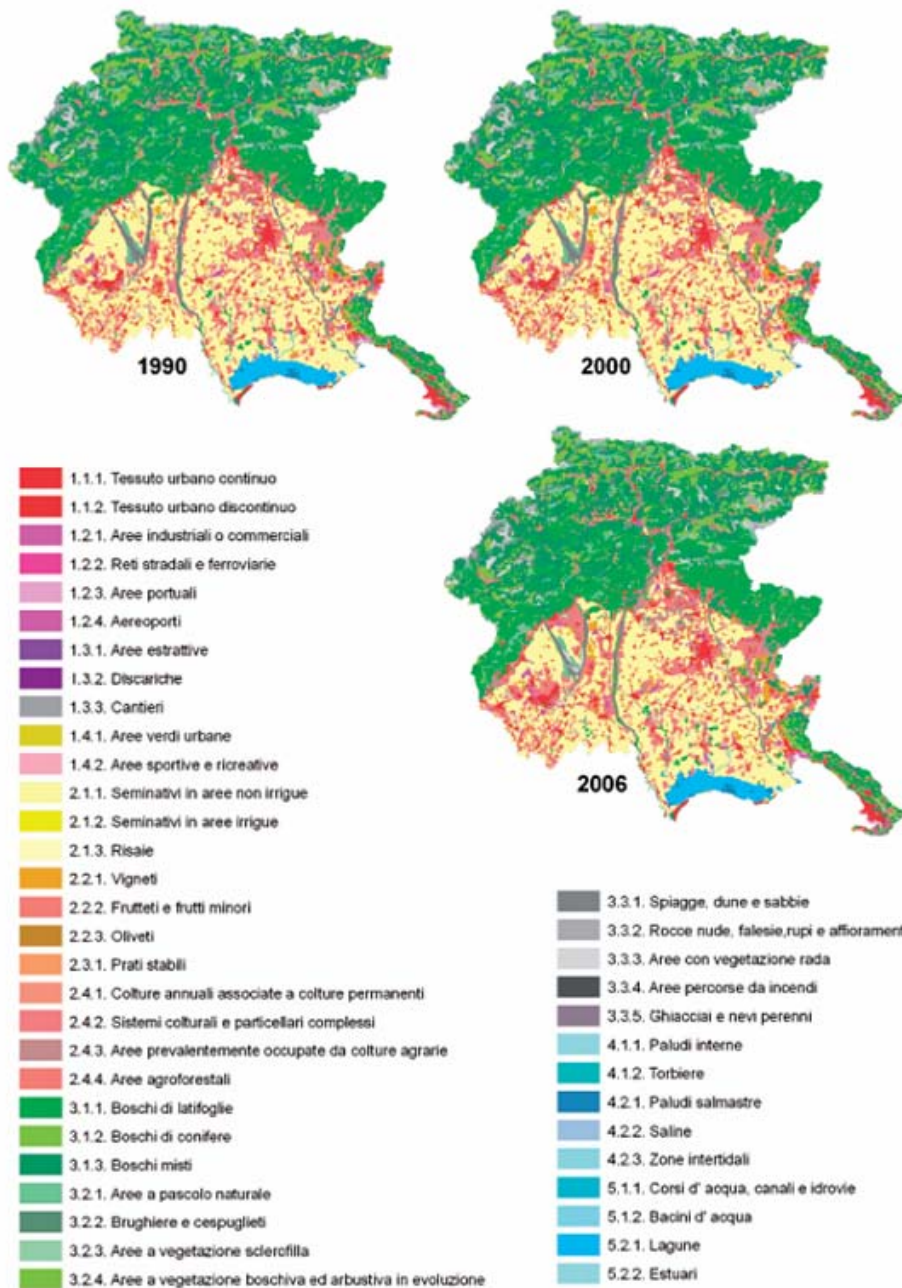 1990
2000
2006
1.1.1. Tessuto urbano continuo
1.1.2. Tessuto urbano discontinuo
1.2.1. Aree industriali o commerciali
1.2.2. Reti stradali e ferroviarie
1.2.3. Aree portuali
1.2.4. Aereoporti
1.3.1. Aree estrattive
1.3.2. Discariche
1.3.3. Cantieri
1.4.1. Aree verdi urbane
1.4.2. Aree sportive e ricreative
2.1.1. Seminativi in aree non irrigue
2.1.2. Seminativi in aree irrigue
2.1.3. Risaie
2.2.1. Vigneti
2.2.2. Frutteti e frutti minori
2.2.3. Oliveti
2.3.1. Prati stabili
2.4.1. Colture annuali associate a colture permanenti
2.4.2. Sistemi colturali e particellari complessi
2.4.3. Aree prevalentemente occupate da colture agrarie
2.4.4. Aree agroforestali
3.1.1. Boschi di latifoglie
3.1.2. Boschi di conifere
3.1.3. Boschi misti
3.2.1. Aree a pascolo naturale
3.2.2. Brughiere e cespuglieti
3.2.3. Aree a vegetazione sclerofilla
3.2.4. Aree a vegetazione boschiva ed arbustiva in evoluzione
3.3.1. Spiagge, dune e sabbie
3.3.2. Rocce nude, falesie,rupi e affiorament
3.3.3. Aree con vegetazione rada
3.3.4. Aree percorse da incendi
3.3.5. Ghiacciai e nevi perenni
4.1.1. Paludi interne
4.1.2. Torbiere
4.2.1. Paludi salmastre
4.2.2. Saline
4.2.3. Zone intertidali
5.1.1. Corsi d' acqua, canali e idrovie
5.1.2. Bacini d' acqua
5.2.1. Lagune
5.2.2. Estuari